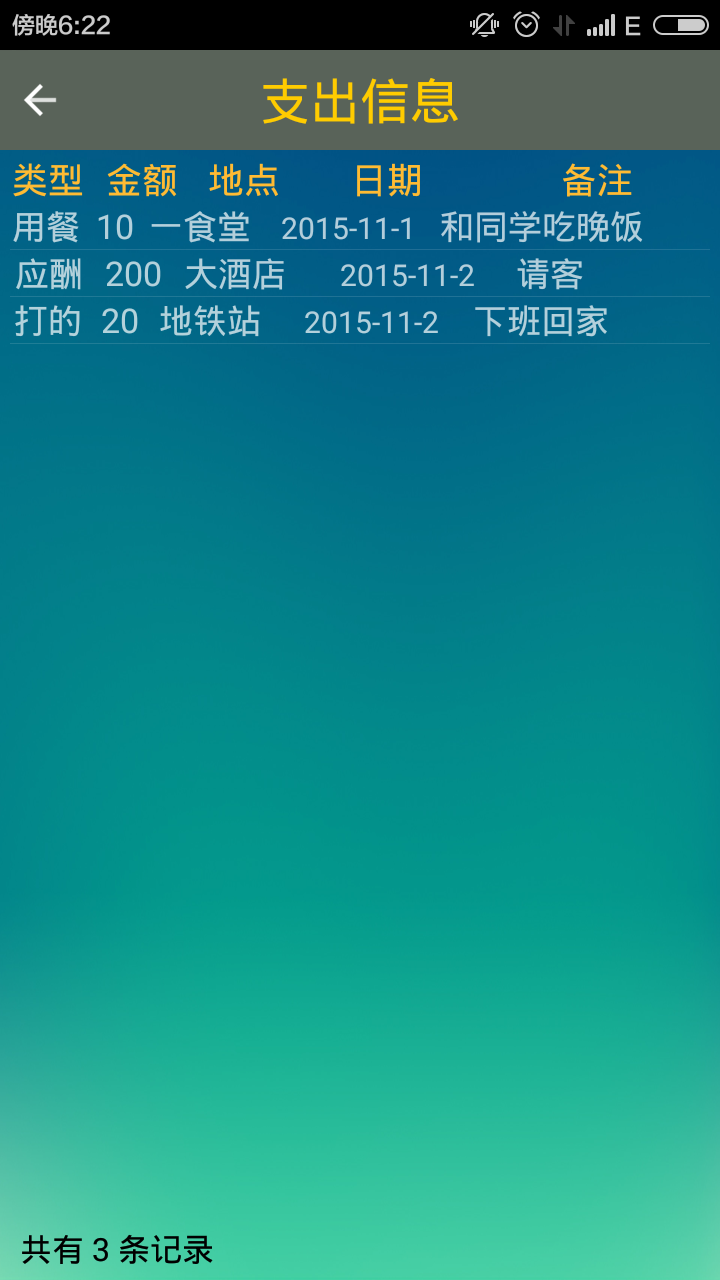 傍晚6:22 E
支出信息
类型 金额 地点 日期 备注
用餐 10 一食堂 2015-11-1 和同学吃晚饭
应酬 200 大酒店 2015-11-2 请客
打的 20 地铁站 2015-11-2 下班回家
共有 3 条记录